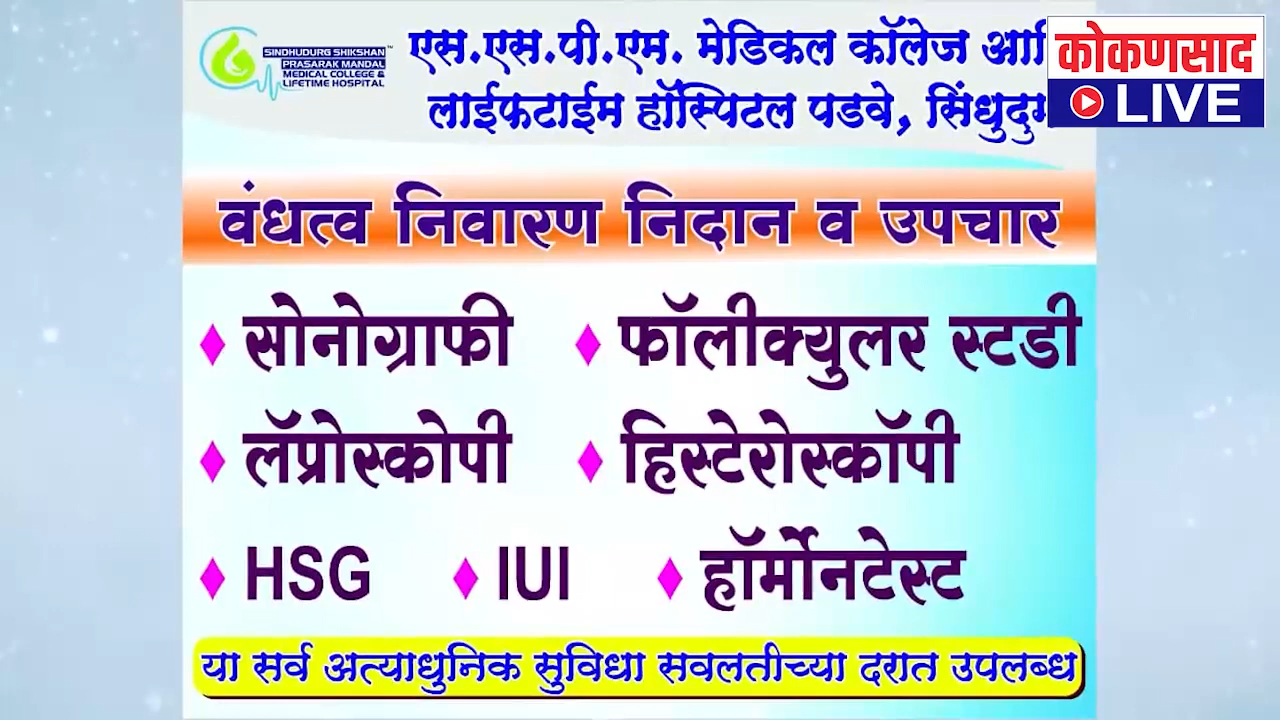 SINDHUDURG SHIKSHAN™
PRASARAK MANDAL
MEDICAL COLLEGE &
LIFETIME HOSPITAL
एस.एस.पी.एम. मेडिकल कॉलेज
लाईफटाईम हॉस्पिटल पडवे,
कोकणसाद
LIVE
वंधत्व निवारण निदान व उपचार
♦ सोनोग्राफी ♦ फॉलीक्युलर स्टडी
♦ लॅप्रोस्कोपी ♦ हिस्टेरोस्कॉपी
♦ HSG ♦ IUI ♦ हॉर्मोनटेस्ट
या सर्व अत्याधुनिक सुविधा सवलतीच्या दरात उपलब्ध